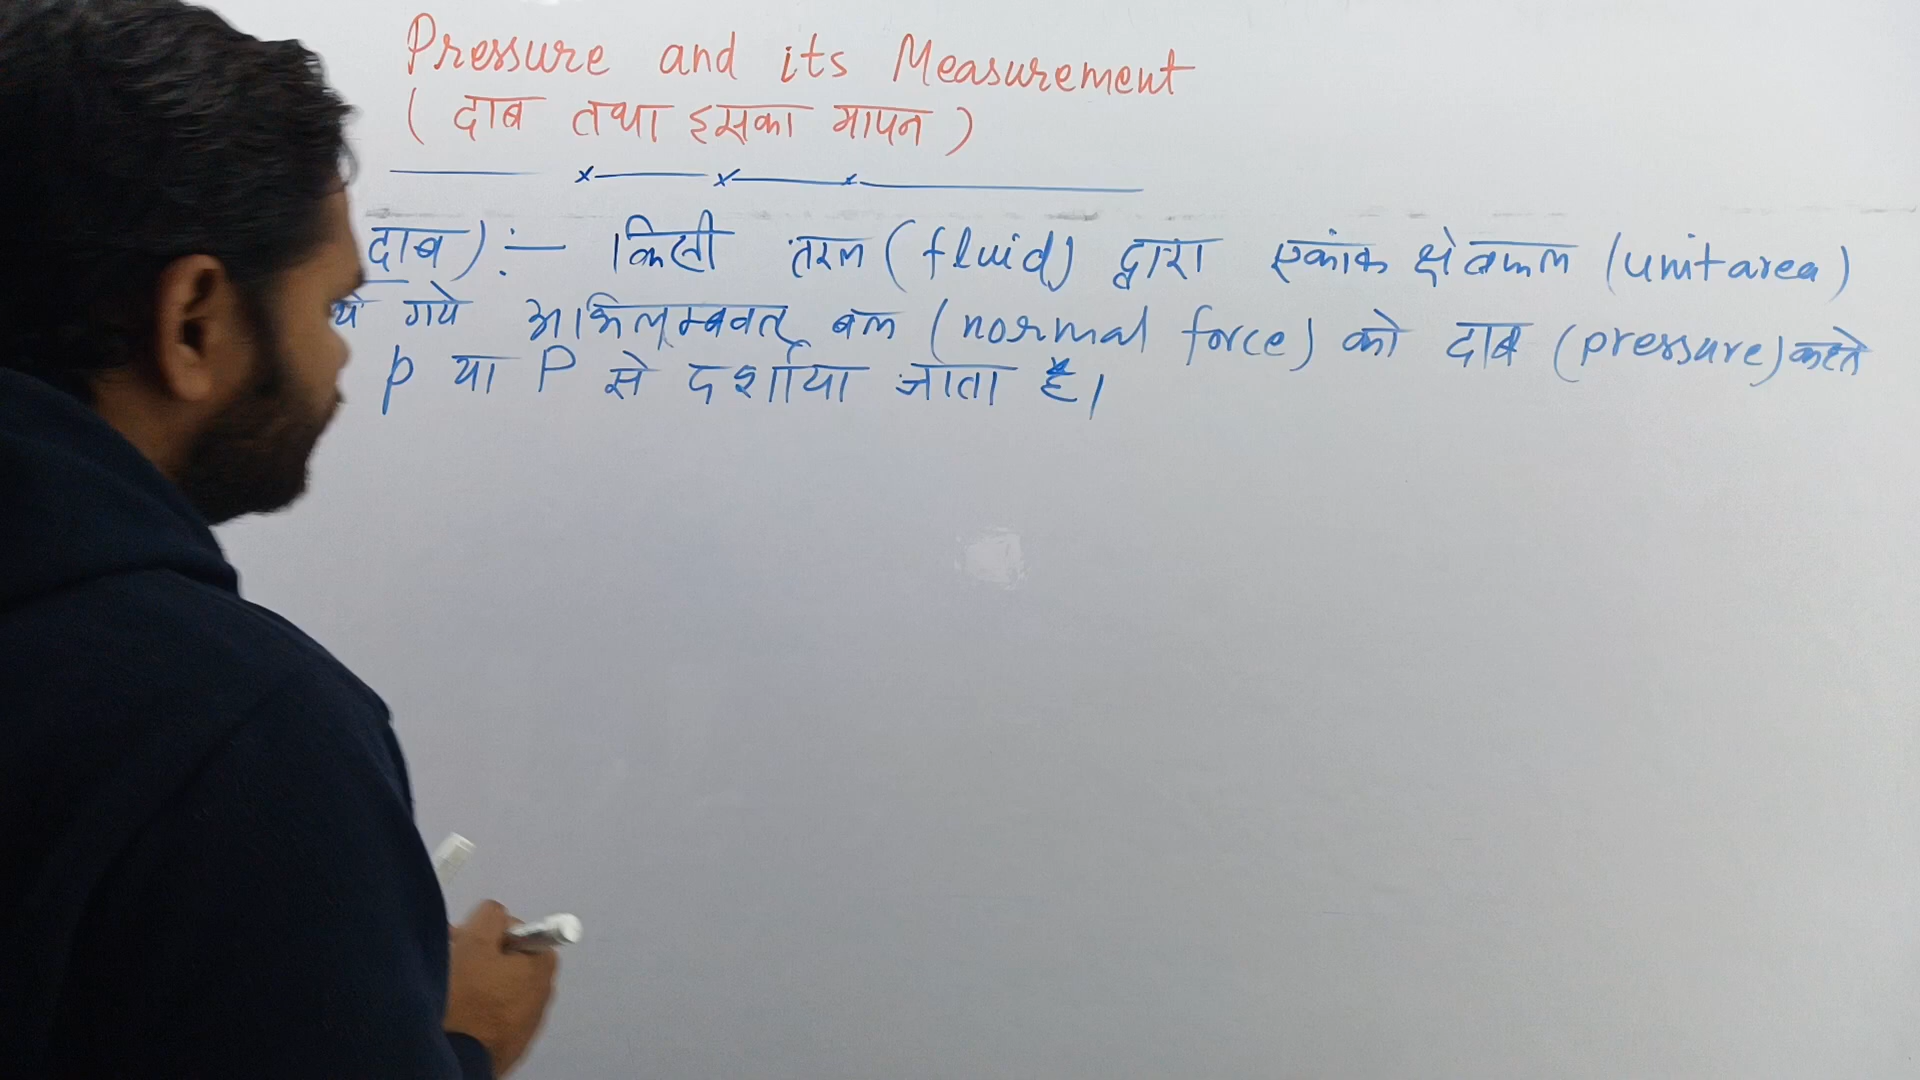 Pressure and its Measurement
( दाब तथा इसका मापन )
दाब) :- किसी तरल (fluid) द्वारा एकांक क्षेत्रफल (unit area)
ये गये अभिलम्बवत् बल (normal force) को दाब (pressure) कहते
p या P से दर्शाया जाता है।